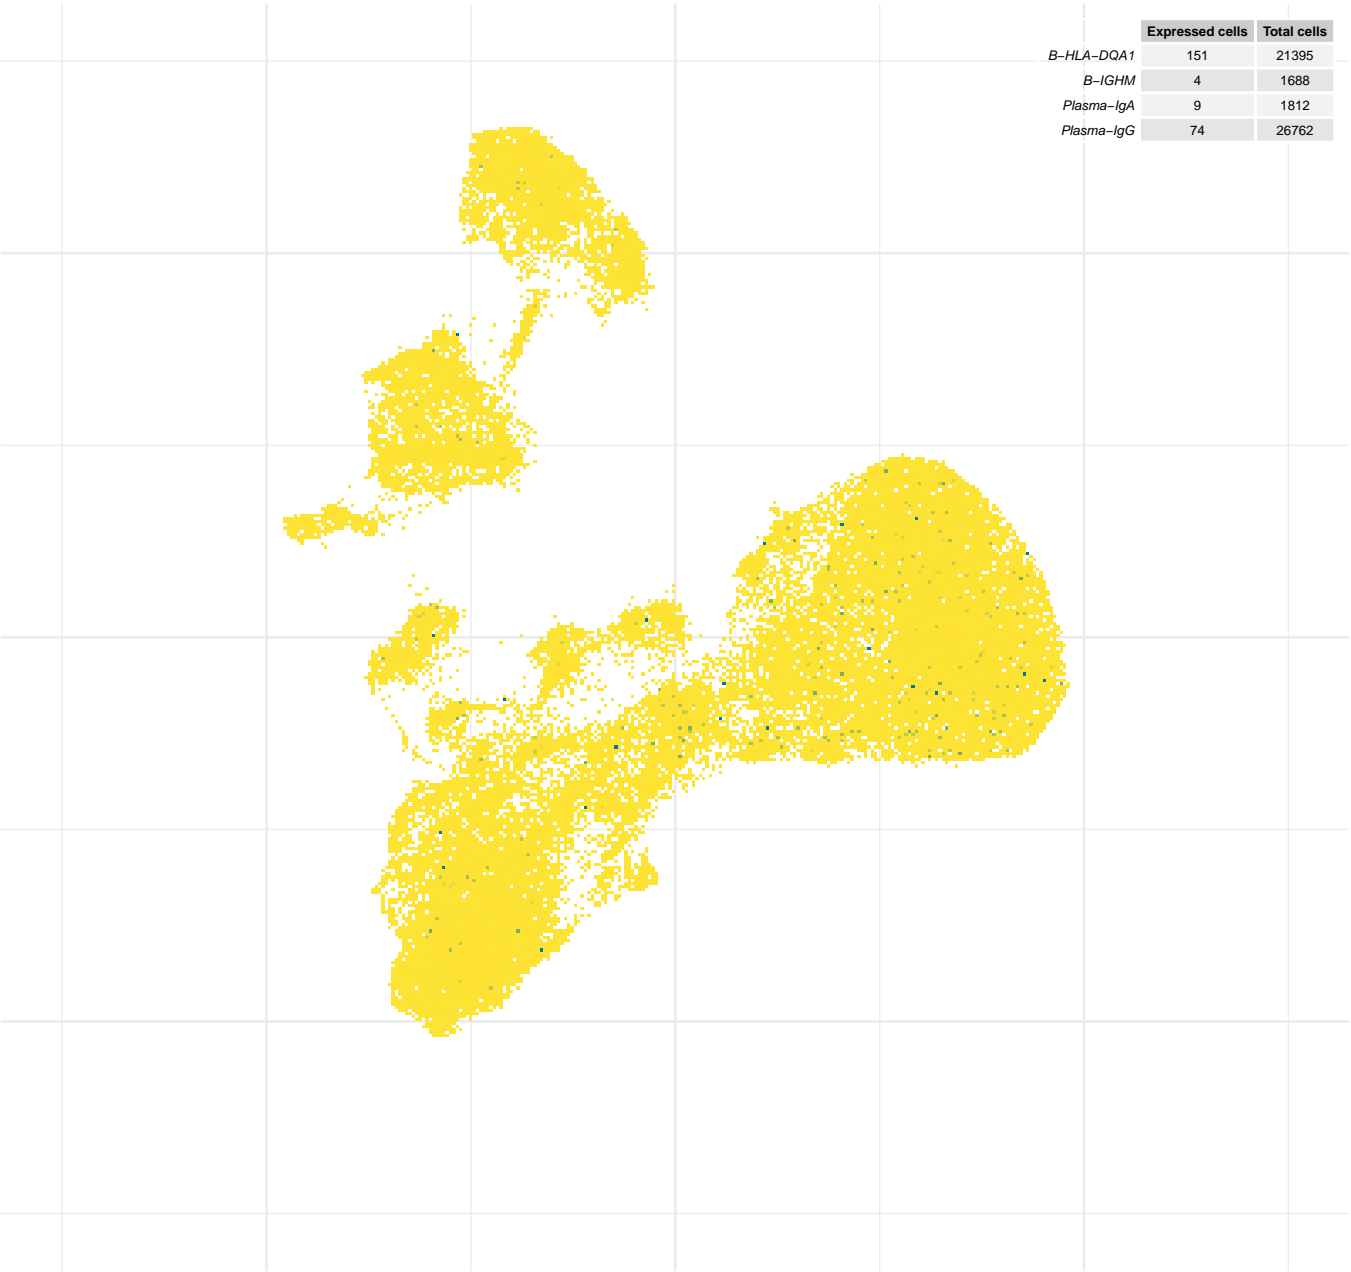 Expressed cells Total cells
B−HLA−DQA1 151 21395
B−IGHM 4 1688
Plasma−IgA 9 1812
Plasma−IgG 74 26762